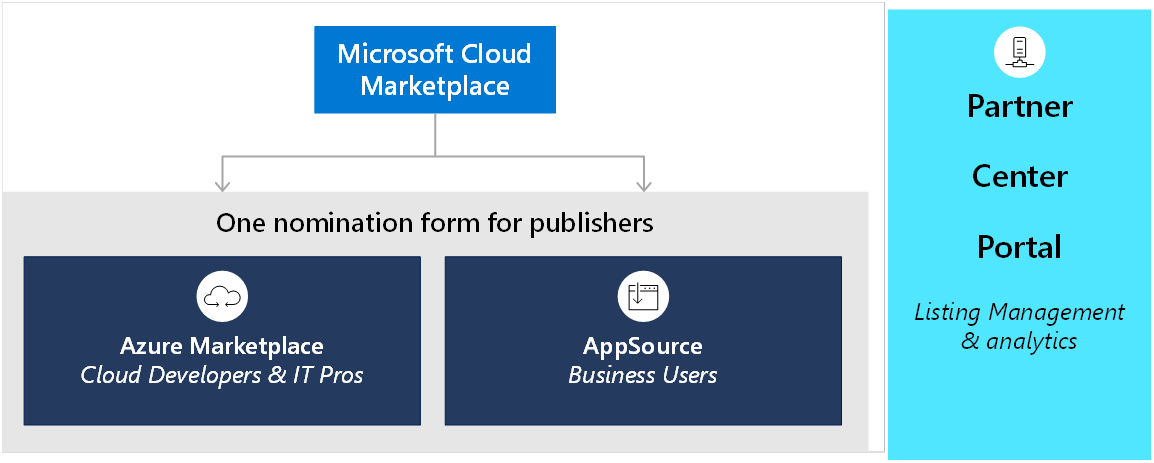 Microsoft Cloud
Marketplace
One nomination form for publishers
Azure Marketplace
Cloud Developers & IT Pros
AppSource
Business Users
Partner
Center
Portal
Listing Management
& analytics